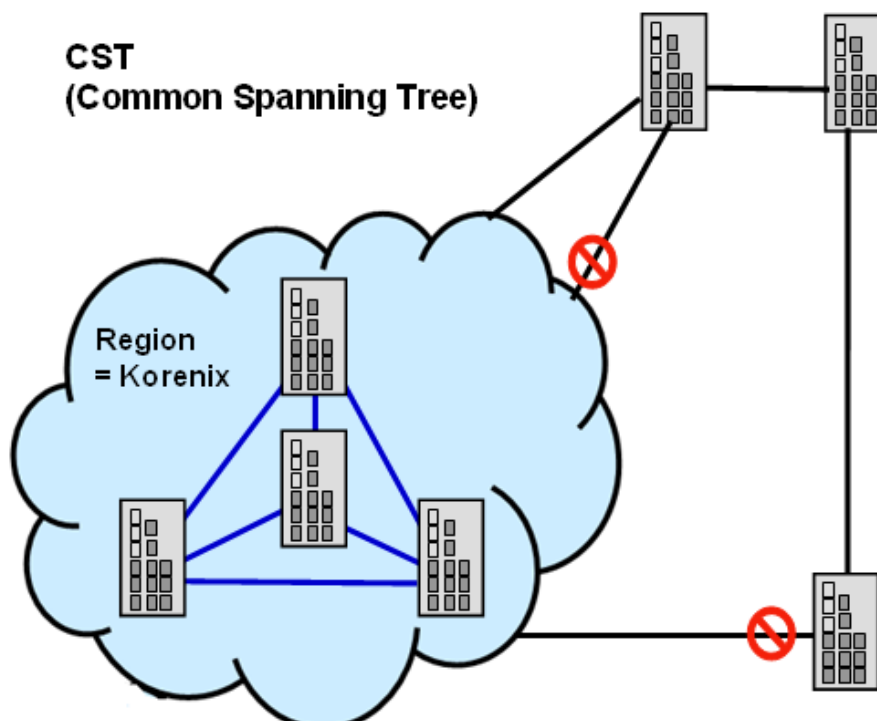 CST
(Common Spanning Tree)
Region
= Korenix